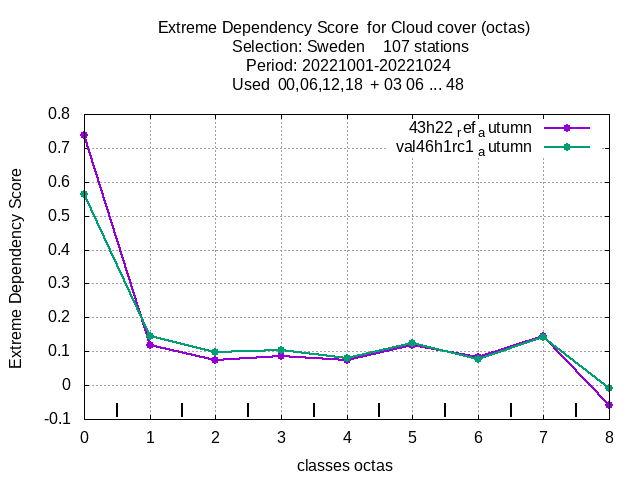 Extreme Dependency Score  for Cloud cover (octas)
Selection: Sweden    107 stations
Period: 20221001-20221024
Used  00,06,12,18  + 03 06 ... 48
43h22_ref_autumn
val46h1rc1_autumn
Extreme Dependency Score
0.8
0.7
0.6
0.5
0.4
0.3
0.2
0.1
0
-0.1
0 1 2 3 4 5 6 7 8
classes octas